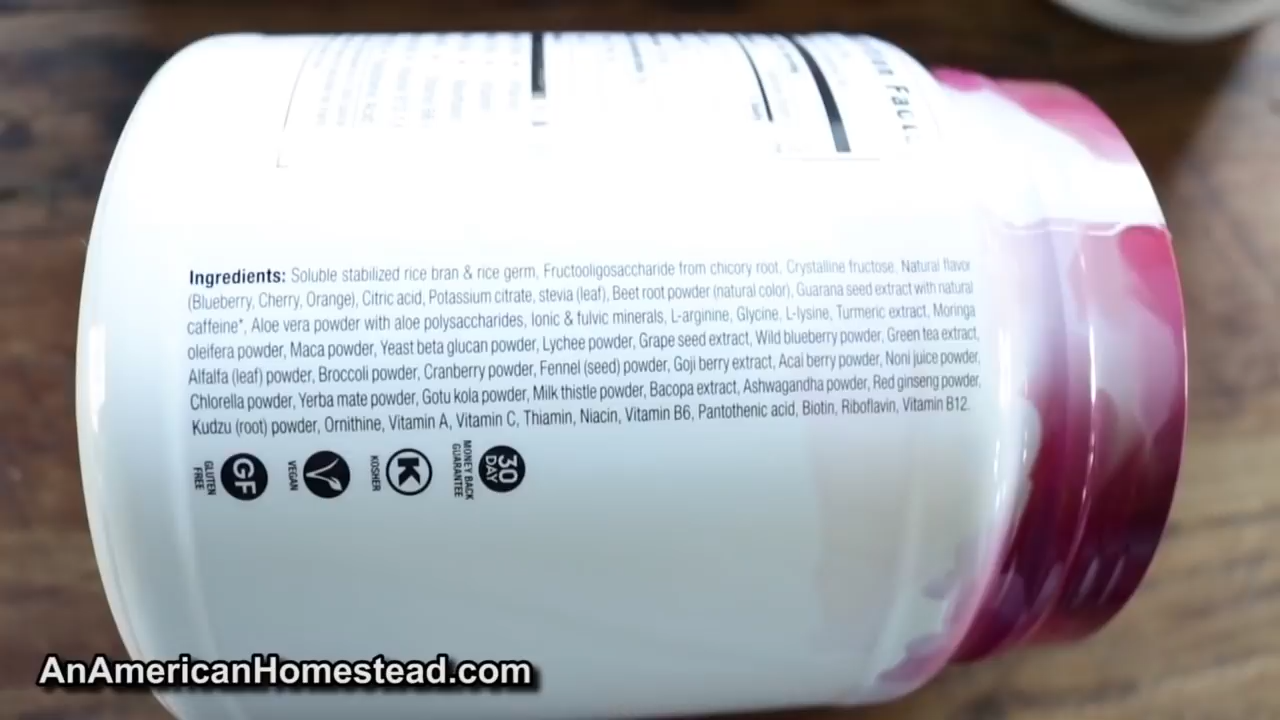 Ingredients: Soluble stabilized rice bran & rice germ, Fructooligosaccharide from chicory root, Crystalline fructose, Natural flavor
(Blueberry, Cherry, Orange), Citric acid, Potassium citrate, stevia (leaf), Beet root powder (natural color), Guarana seed extract with natural
caffeine*, Aloe vera powder with aloe polysaccharides, Ionic & fulvic minerals, L-arginine, Glycine, L-lysine, Turmeric extract, Moringa
oleifera powder, Maca powder, Yeast beta glucan powder, Lychee powder, Grape seed extract, Wild blueberry powder, Green tea extract,
Alfalfa (leaf) powder, Broccoli powder, Cranberry powder, Fennel (seed) powder, Goji berry extract, Acai berry powder, Noni juice powder,
Chlorella powder, Yerba mate powder, Gotu kola powder, Milk thistle powder, Bacopa extract, Ashwagandha powder, Red ginseng powder,
Kudzu (root) powder, Ornithine, Vitamin A, Vitamin C, Thiamin, Niacin, Vitamin B6, Pantothenic acid, Biotin, Riboflavin, Vitamin B12.
30
DAY
MONEY BACK
GUARANTEE
K
KOSHER
V
VEGAN
GF
GLUTEN
FREE
AnAmericanHomestead.com